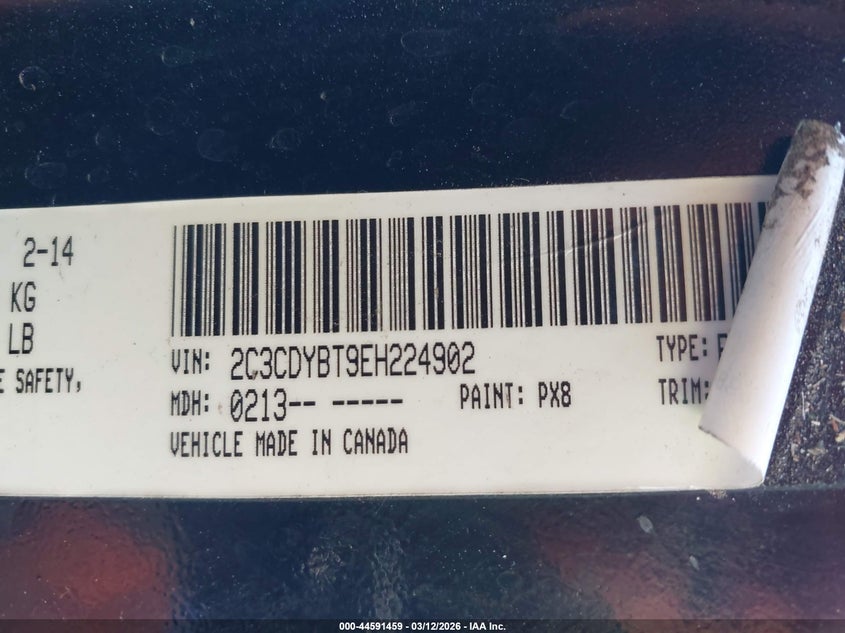 2-14
KG
LB
E SAFETY,
VIN: 2C3CDYBT9EH224902
TYPE:
MDH: 0213-- -----
PAINT: PX8
TRIM:
VEHICLE MADE IN CANADA
000-44591459 - 03/12/2026 - IAA Inc.